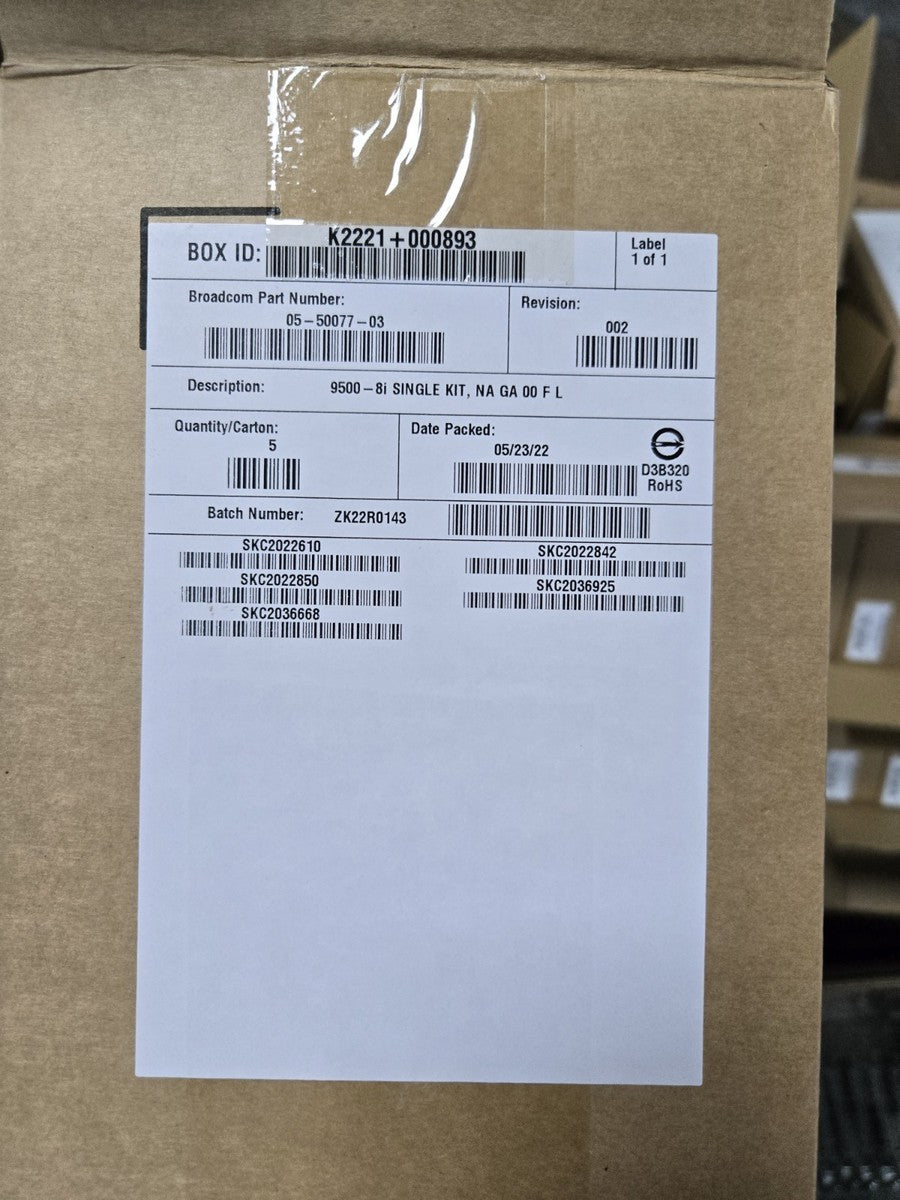 K2221+000893
BOX ID:
Label
1 of 1
Broadcom Part Number:
05-50077-03
Revision:
002
Description: 9500-8i SINGLE KIT, NA GA 00 F L
Quantity/Carton:
5
Date Packed:
05/23/22
D3B320
RoHS
Batch Number: ZK22R0143
SKC2022610
SKC2022842
SKC2022850
SKC2036925
SKC2036668